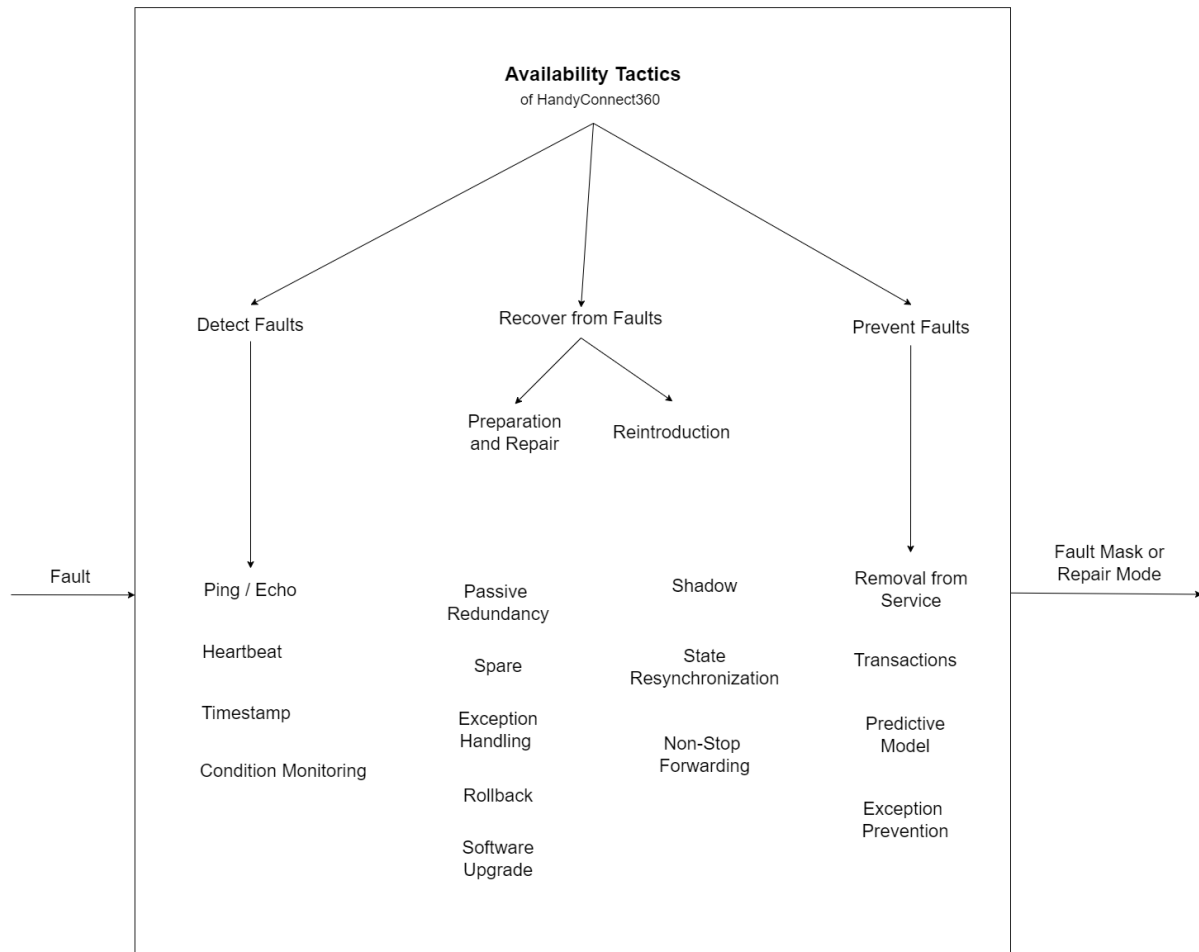 Availability Tactics
of HandyConnect360
Detect Faults
Recover from Faults
Prevent Faults
Preparation
and Repair
Reintroduction
Fault
Ping / Echo
Heartbeat
Timestamp
Condition Monitoring
Passive
Redundancy
Spare
Exception
Handling
Rollback
Software
Upgrade
Shadow
State
Resynchronization
Non-Stop
Forwarding
Removal from
Service
Transactions
Predictive
Model
Exception
Prevention
Fault Mask or
Repair Mode